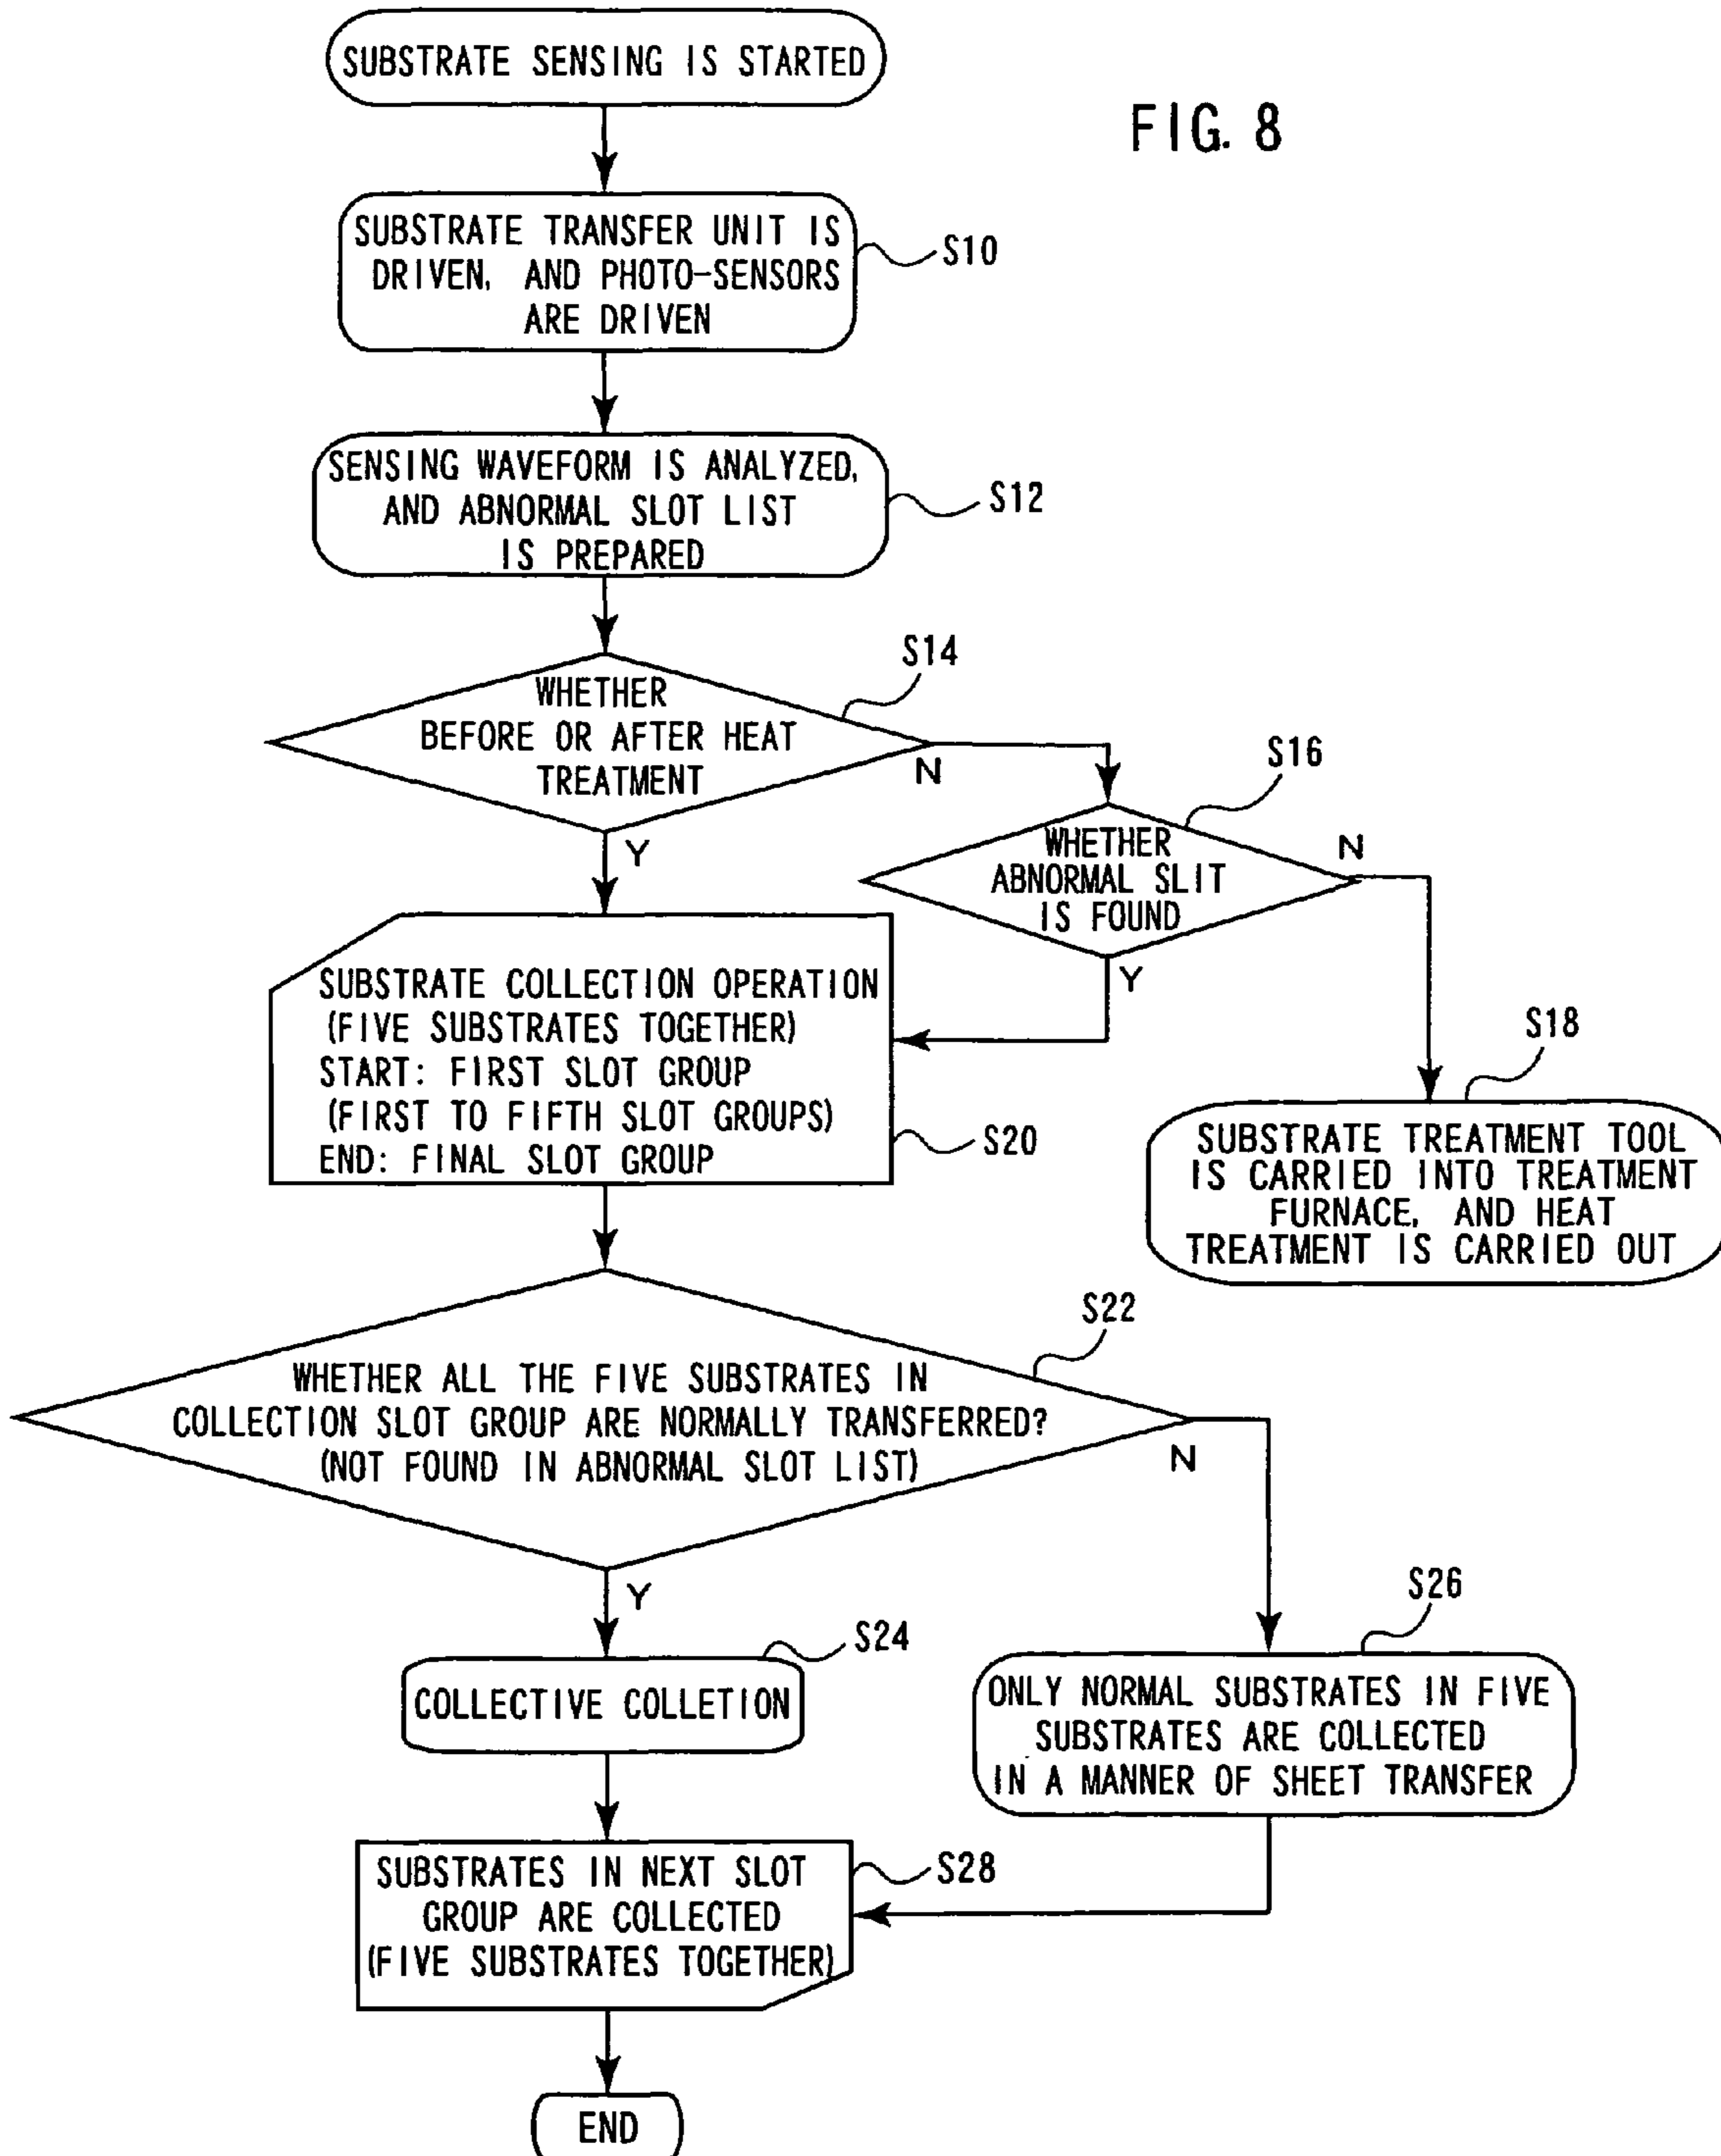 SUBSTRATE SENSING IS STARTED
FIG. 8
SUBSTRATE TRANSFER UNIT IS
DRIVEN, AND PHOTO-SENSORS
ARE DRIVEN
S10
SENSING WAVEFORM IS ANALYZED,
AND ABNORMAL SLOT LIST
IS PREPARED
S12
S14
WHETHER
BEFORE OR AFTER HEAT
TREATMENT
N
Y
S16
WHETHER
ABNORMAL SLIT
IS FOUND
N
Y
S18
SUBSTRATE TREATMENT TOOL
IS CARRIED INTO TREATMENT
FURNACE, AND HEAT
TREATMENT IS CARRIED OUT
SUBSTRATE COLLECTION OPERATION
(FIVE SUBSTRATES TOGETHER)
START: FIRST SLOT GROUP
(FIRST TO FIFTH SLOT GROUPS)
END: FINAL SLOT GROUP
S20
S22
WHETHER ALL THE FIVE SUBSTRATES IN
COLLECTION SLOT GROUP ARE NORMALLY TRANSFERRED?
(NOT FOUND IN ABNORMAL SLOT LIST)
N
Y
S24
COLLECTIVE COLLETION
S26
ONLY NORMAL SUBSTRATES IN FIVE
SUBSTRATES ARE COLLECTED
IN A MANNER OF SHEET TRANSFER
SUBSTRATES IN NEXT SLOT
GROUP ARE COLLECTED
(FIVE SUBSTRATES TOGETHER)
S28
END